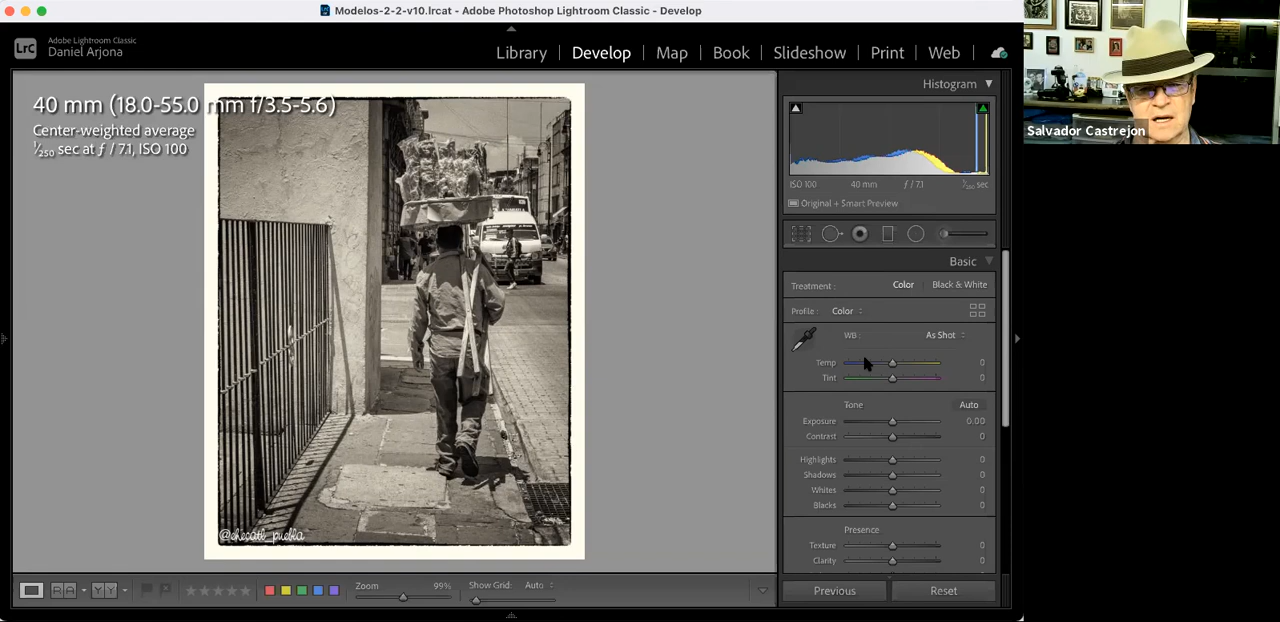 Modelos-2-2-v10.lrcat - Adobe Photoshop Lightroom Classic - Develop
LrC
Adobe Lightroom Classic
Daniel Arjona
Library | Develop | Map | Book | Slideshow | Print | Web |
40 mm (18.0-55.0 mm f/3.5-5.6)
Center-weighted average
1/250 sec at ƒ / 7.1, ISO 100
@ehecatl_puebla
Histogram
ISO 100 40 mm ƒ / 7.1 1/250 sec
Original + Smart Preview
Basic
Treatment : Color | Black & White
Profile : Color
WB : As Shot
Temp 0
Tint 0
Tone Auto
Exposure 0.00
Contrast 0
Highlights 0
Shadows 0
Whites 0
Blacks 0
Presence
Texture 0
Clarity 0
Previous Reset
Zoom 99% Show Grid: Auto
Salvador Castrejon